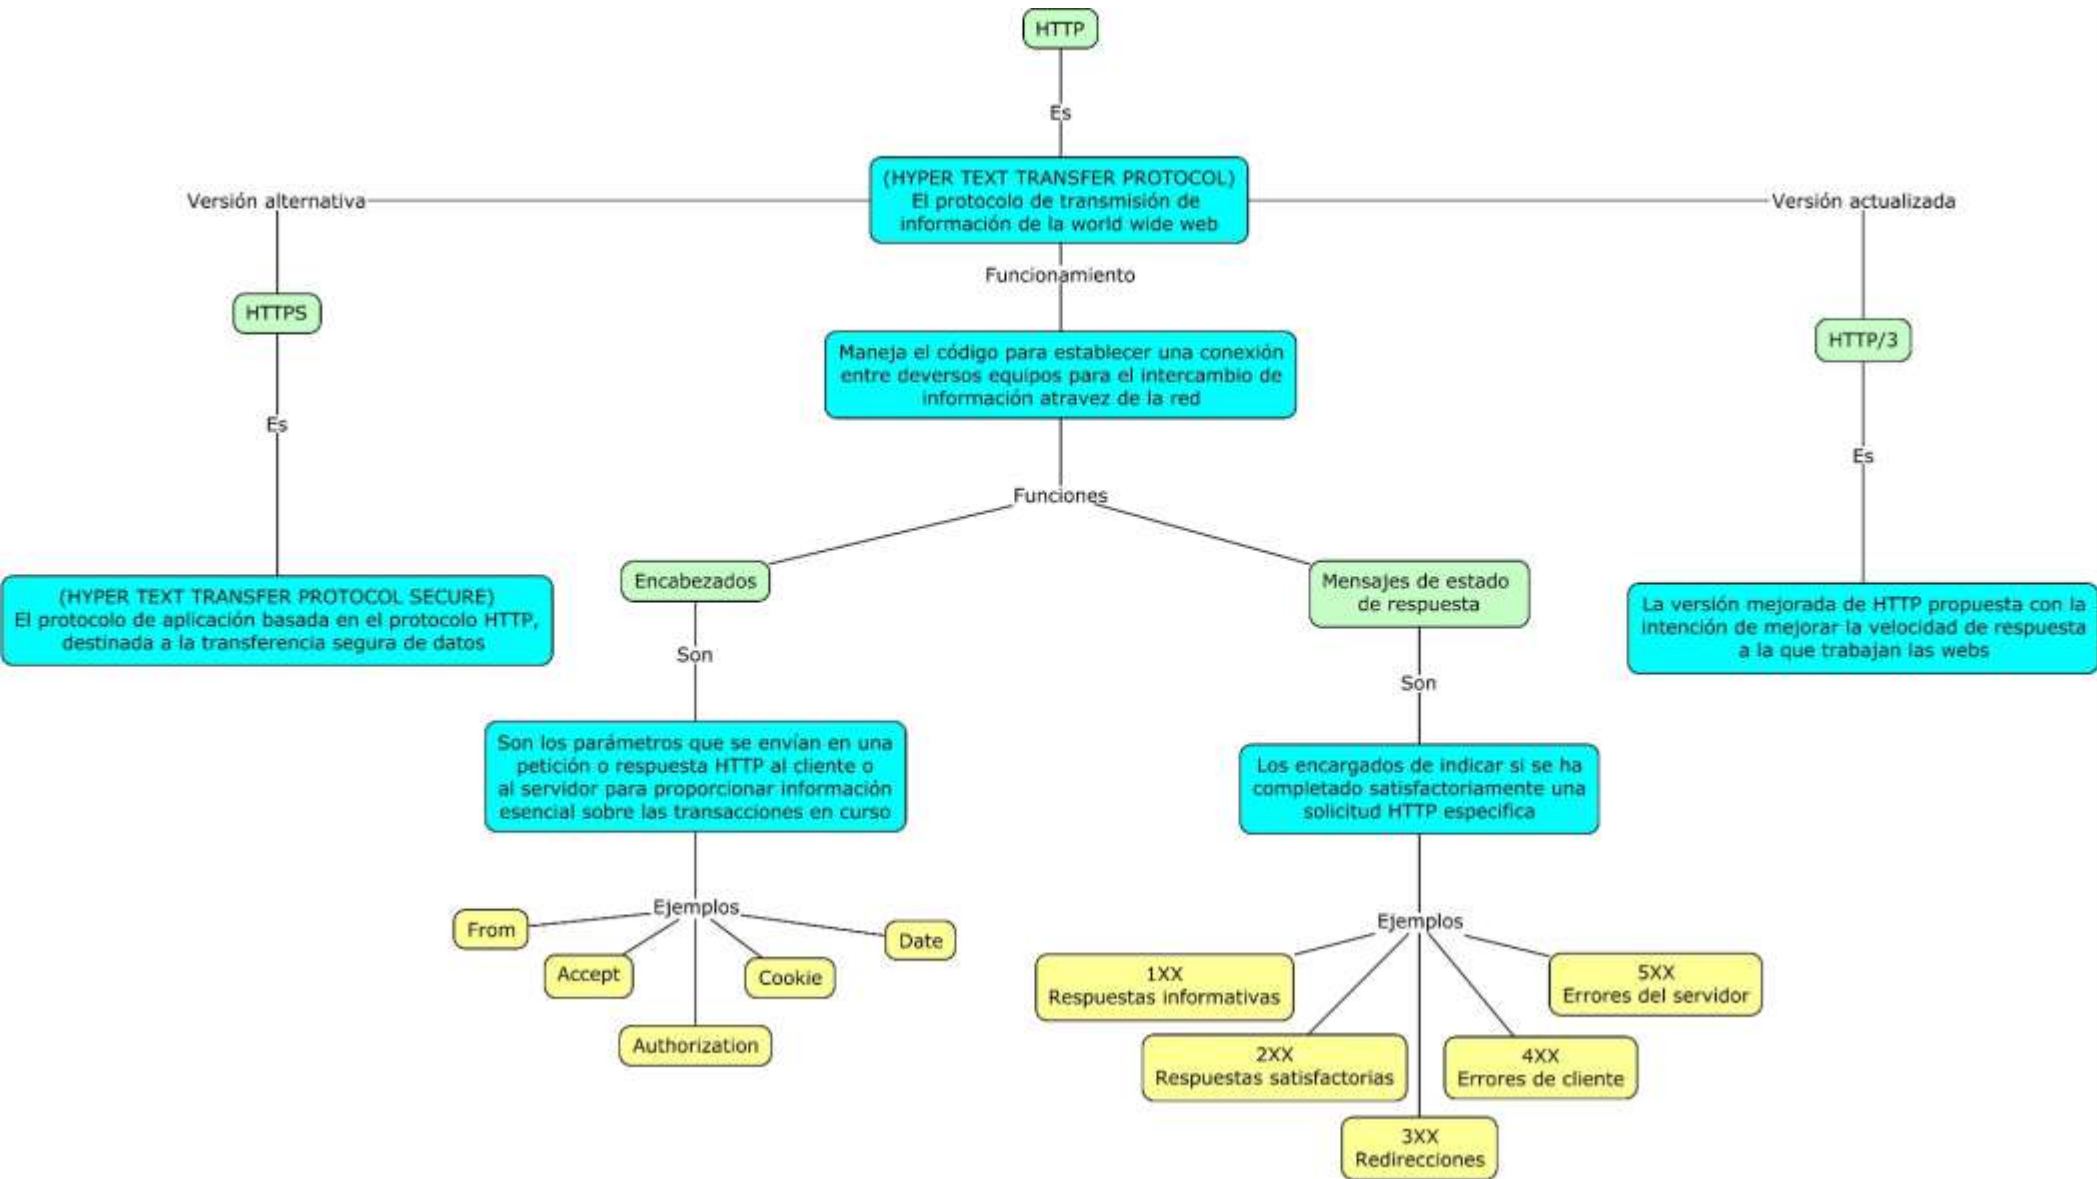 HTTP
Es
(HYPER TEXT TRANSFER PROTOCOL)
El protocolo de transmisión de
información de la world wide web
Versión alternativa
Versión actualizada
Funcionamiento
HTTPS
HTTP/3
Maneja el código para establecer una conexión
entre deversos equipos para el intercambio de
información atravez de la red
Es
Es
Funciones
Encabezados
Mensajes de estado
de respuesta
(HYPER TEXT TRANSFER PROTOCOL SECURE)
El protocolo de aplicación basada en el protocolo HTTP,
destinada a la transferencia segura de datos
La versión mejorada de HTTP propuesta con la
intención de mejorar la velocidad de respuesta
a la que trabajan las webs
Son
Son
Son los parámetros que se envían en una
petición o respuesta HTTP al cliente o
al servidor para proporcionar información
esencial sobre las transacciones en curso
Los encargados de indicar si se ha
completado satisfactoriamente una
solicitud HTTP especifica
Ejemplos
From
Accept
Authorization
Cookie
Date
Ejemplos
1XX
Respuestas informativas
2XX
Respuestas satisfactorias
3XX
Redirecciones
4XX
Errores de cliente
5XX
Errores del servidor